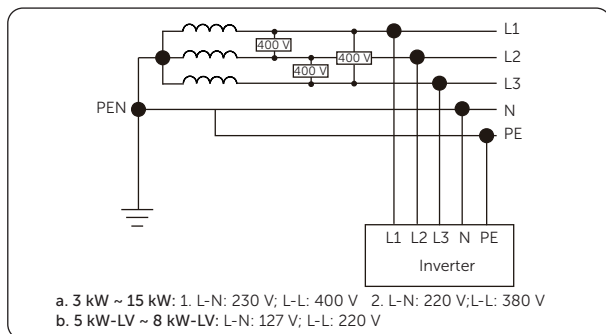 L1
400 V
400 V
L2
400 V
L3
PEN
N
PE
L1 L2 L3 N PE
Inverter
a. 3 kW ~ 15 kW: 1. L-N: 230 V; L-L: 400 V 2. L-N: 220 V;L-L: 380 V
b. 5 kW-LV ~ 8 kW-LV: L-N: 127 V; L-L: 220 V